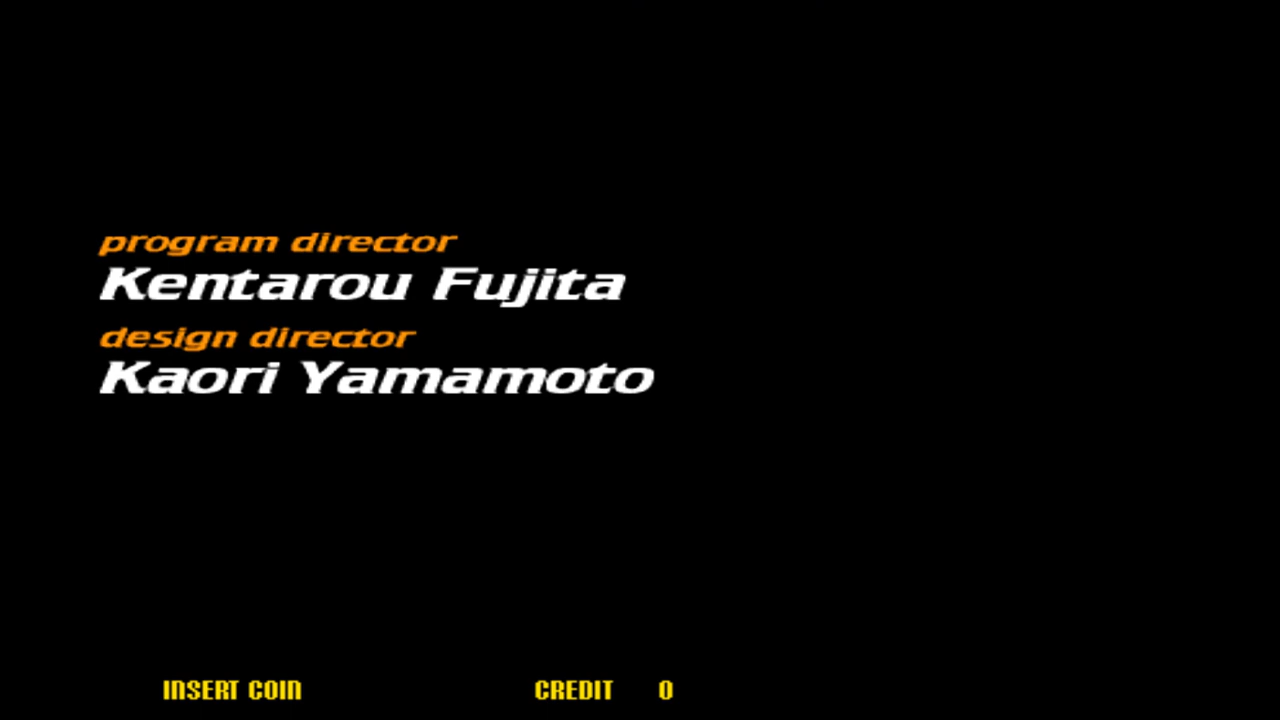 program director
Kentarou Fujita
design director
Kaori Yamamoto
INSERT COIN CREDIT 0